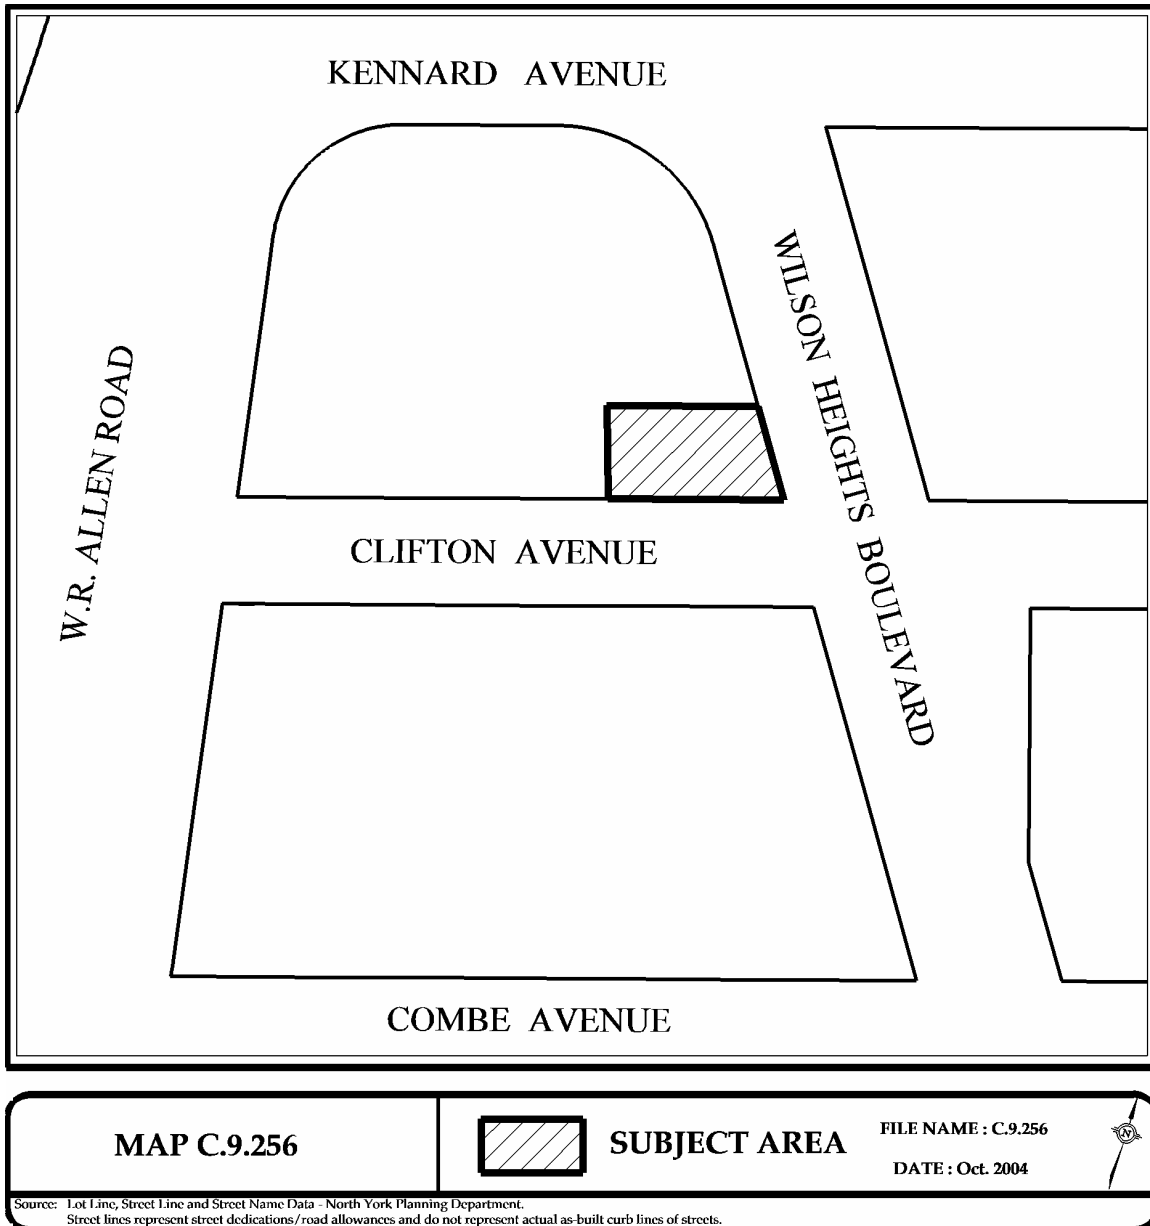 KENNARD AVENUE
WILSON HEIGHTS BOULEVARD
W.R. ALLEN ROAD
CLIFTON AVENUE
COMBE AVENUE
MAP C.9.256
SUBJECT AREA
FILE NAME : C.9.256
DATE : Oct. 2004
N
Source: Lot Line, Street Line and Street Name Data - North York Planning Department.
Street lines represent street dedications/road allowances and do not represent actual as-built curb lines of streets.